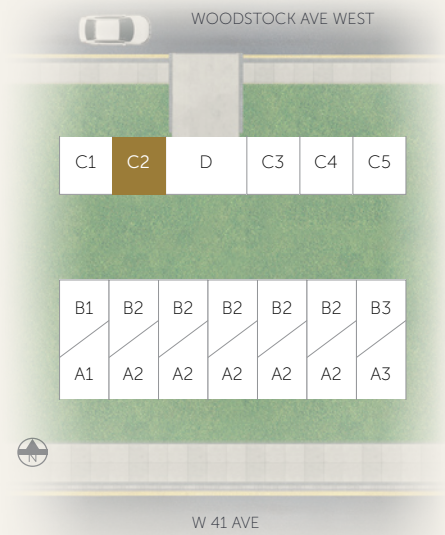 WOODSTOCK AVE WEST
C1 C2 D C3 C4 C5
B1 B2 B2 B2 B2 B2 B3
A1 A2 A2 A2 A2 A2 A3
N
W 41 AVE